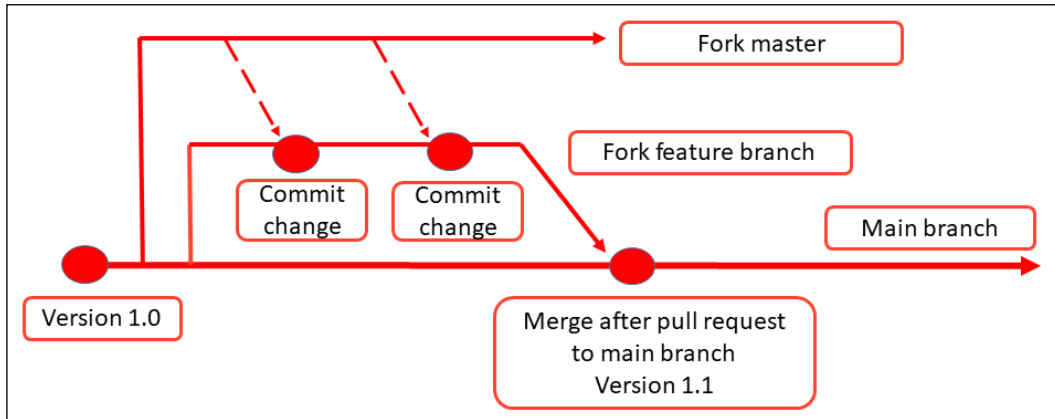 Fork master
Fork feature branch
Commit
change
Commit
change
Main branch
Version 1.0
Merge after pull request
to main branch
Version 1.1